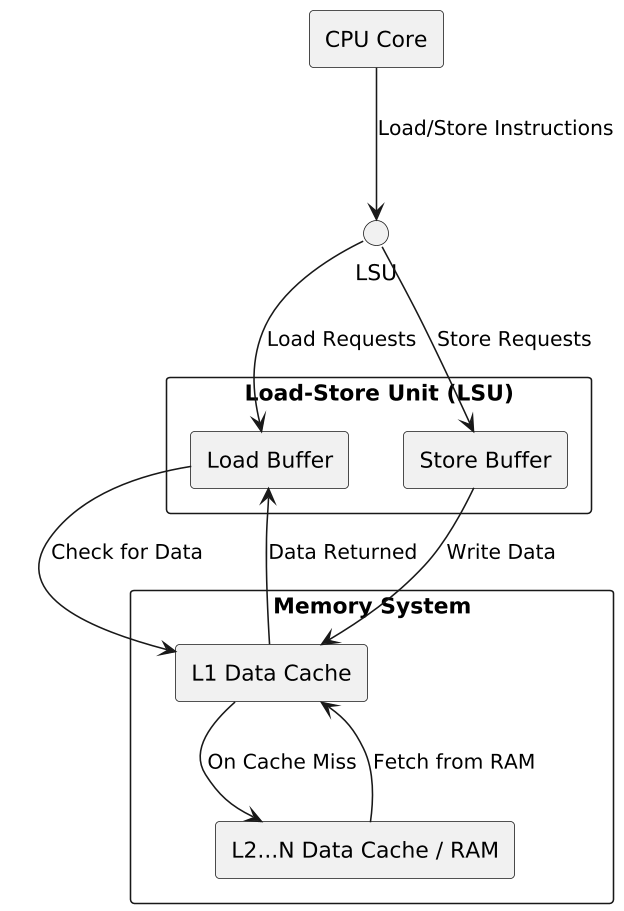 CPU Core
Load/Store Instructions
LSU
Load Requests
Store Requests
Load-Store Unit (LSU)
Load Buffer
Store Buffer
Check for Data
Data Returned
Write Data
Memory System
L1 Data Cache
On Cache Miss
Fetch from RAM
L2...N Data Cache / RAM